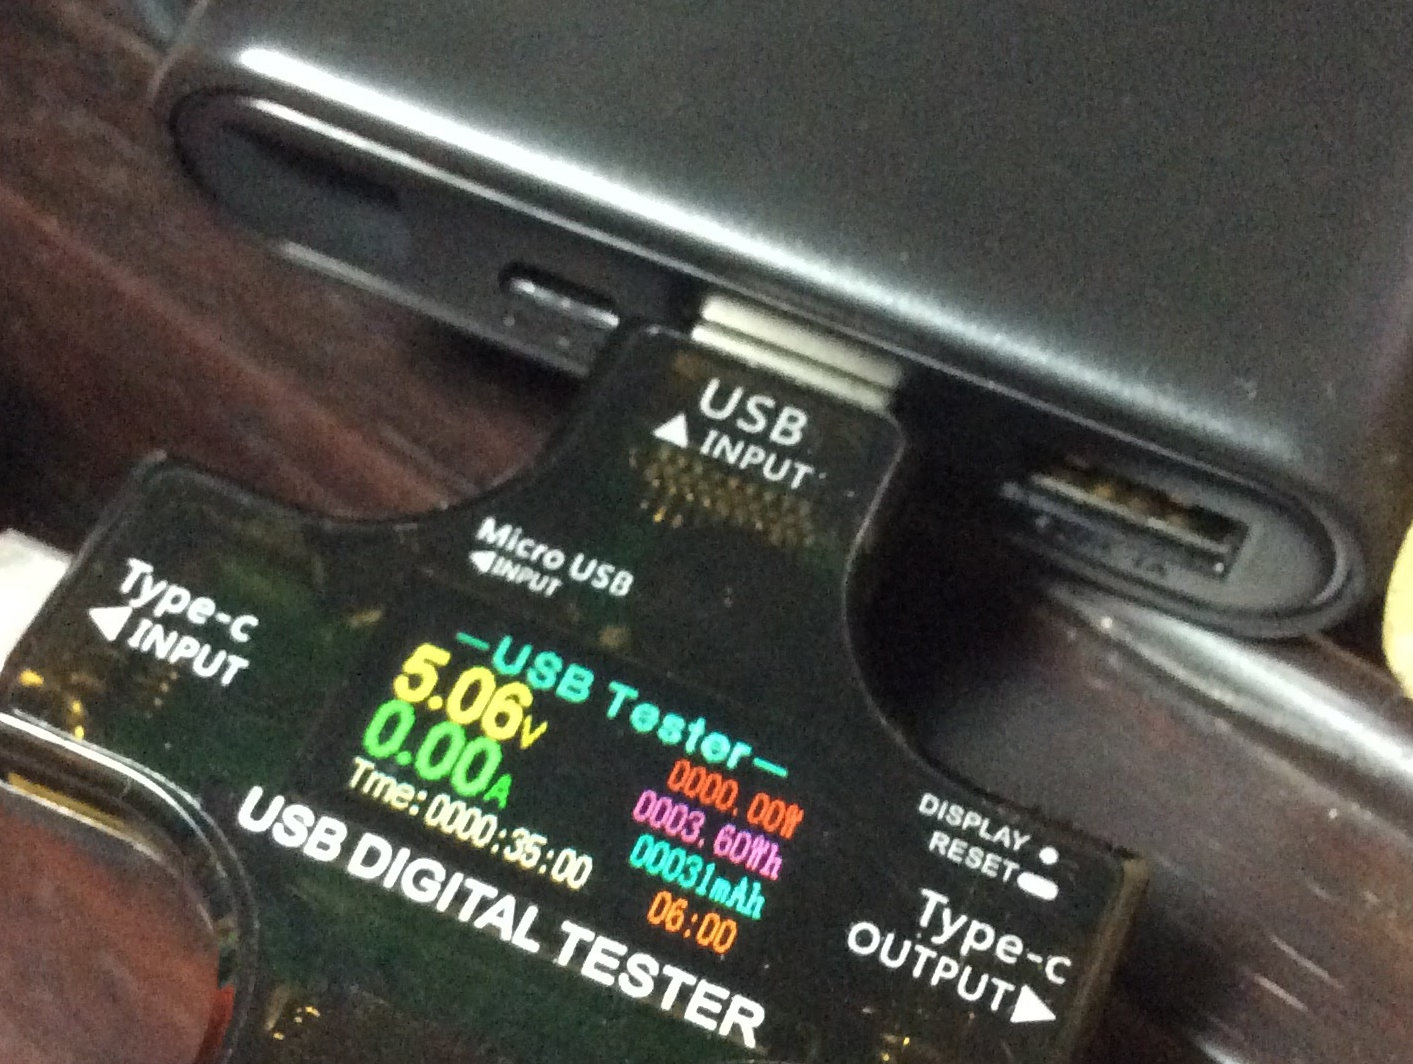 USB
INPUT
Micro USB
INPUT
Type-c
INPUT
—USB Tester—
5.06V
0.00A
Tme:0000:35:00
0000.00W
0003.60Wh
00031mAh
06:00
USB DIGITAL TESTER
DISPLAY
RESET
Type-c
OUTPUT